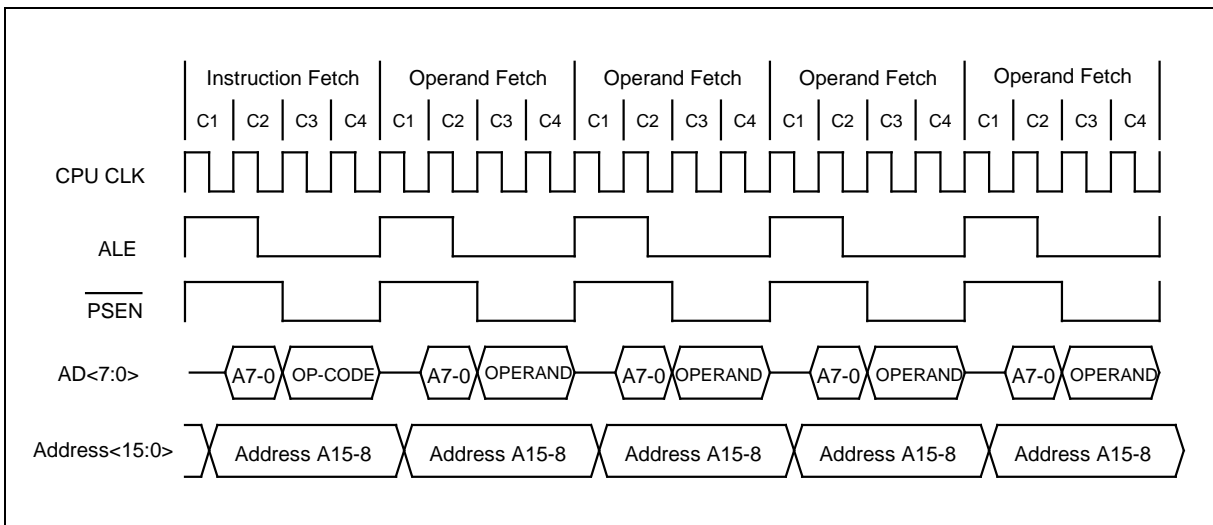 Instruction Fetch Operand Fetch Operand Fetch Operand Fetch Operand Fetch
C1 C2 C3 C4 C1 C2 C3 C4 C1 C2 C3 C4 C1 C2 C3 C4 C1 C2 C3 C4
CPU CLK
ALE
PSEN
AD<7:0> A7-0 OP-CODE A7-0 OPERAND A7-0 OPERAND A7-0 OPERAND A7-0 OPERAND
Address<15:0> Address A15-8 Address A15-8 Address A15-8 Address A15-8 Address A15-8